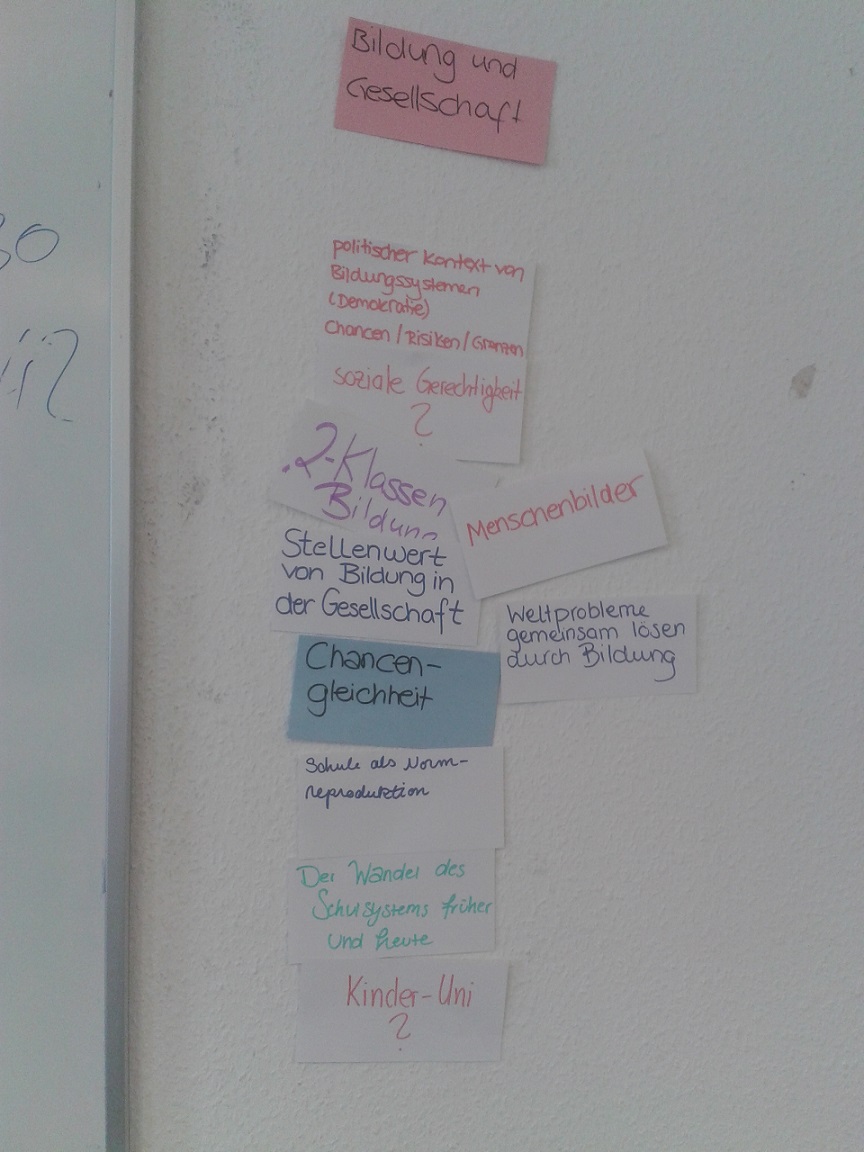 Bildung und
Gesellschaft
politischer Kontext von
Bildungssystemen
(Demokratie)
Chancen / Risiken / Grenzen
soziale Gerechtigkeit
?
2-Klassen
Bildung
Menschenbilder
Stellenwert
von Bildung in
der Gesellschaft
Weltprobleme
gemeinsam lösen
durch Bildung
Chancen-
gleichheit
Schule als Norm-
reproduktion
Der Wandel des
Schulsystems früher
und heute
Kinder-Uni
?